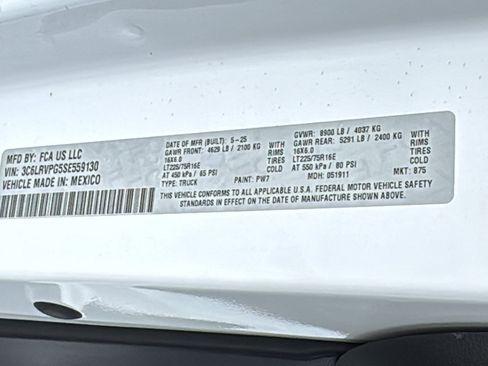 MFD BY: FCA US LLC
VIN: 3C6LRVPG5SE559130
VEHICLE MADE IN: MEXICO
DATE OF MFR (BUILT): 5-25
GAWR FRONT: 4629 LB / 2100 KG
16X6.0 RIMS WITH
LT225/75R16E TIRES
AT 450 kPa / 65 PSI
TYPE: TRUCK PAINT: PW7
GVWR: 8900 LB / 4037 KG
GAWR REAR: 5291 LB / 2400 KG
16X6.0 RIMS WITH
LT225/75R16E TIRES
AT 550 kPa / 80 PSI
MDH: 051911 MKT: 875
THIS VEHICLE CONFORMS TO ALL APPLICABLE U.S.A. FEDERAL MOTOR VEHICLE SAFETY
STANDARDS IN EFFECT ON THE DATE OF MANUFACTURE SHOWN ABOVE.